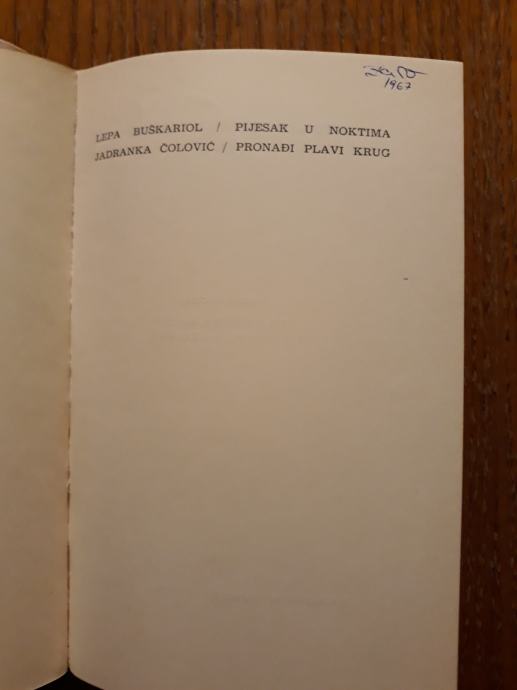 1967
LEPA BUŠKARIOL / PIJESAK U NOKTIMA
JADRANKA ČOLOVIĆ / PRONAĐI PLAVI KRUG